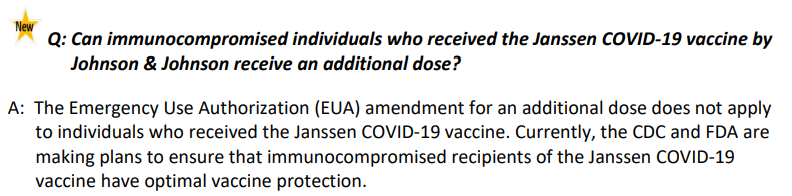 New
Q: Can immunocompromised individuals who received the Janssen COVID-19 vaccine by
Johnson & Johnson receive an additional dose?
A: The Emergency Use Authorization (EUA) amendment for an additional dose does not apply
to individuals who received the Janssen COVID-19 vaccine. Currently, the CDC and FDA are
making plans to ensure that immunocompromised recipients of the Janssen COVID-19
vaccine have optimal vaccine protection.